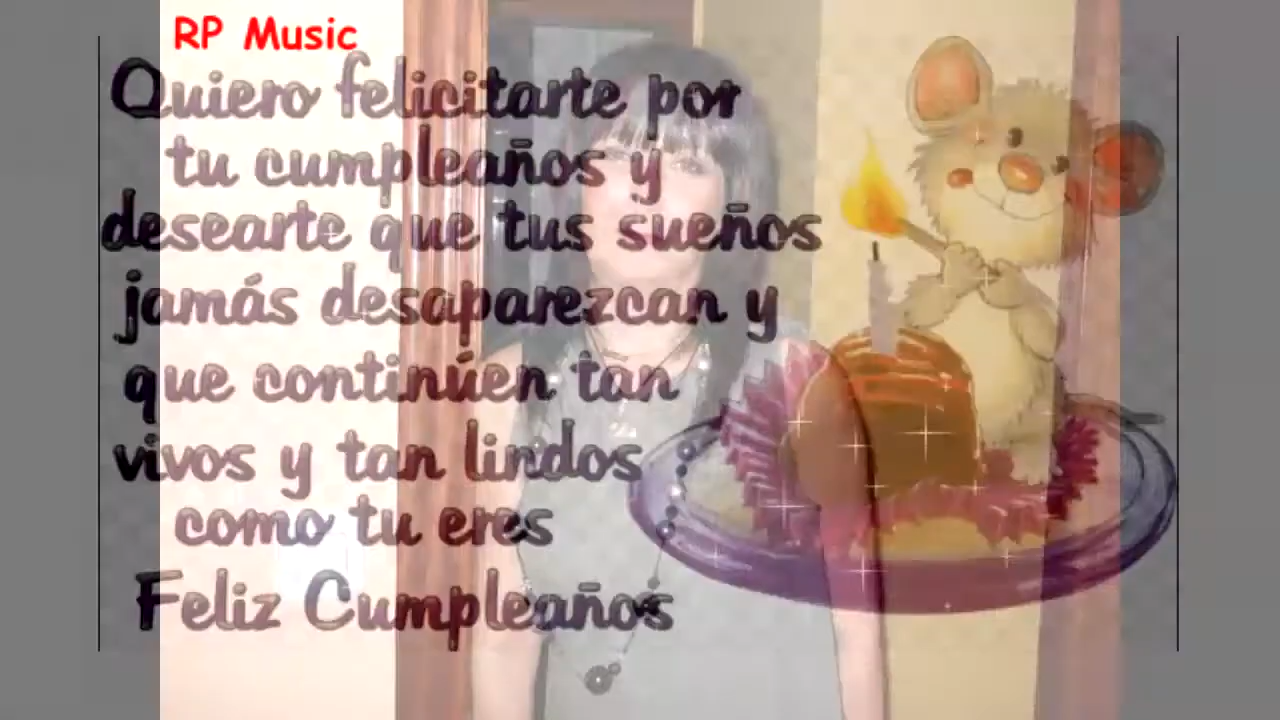 RP Music
Quiero felicitarte por
tu cumpleaños y
desearte que tus sueños
jamás desaparezcan y
que continúen tan
vivos y tan lindos
como tu eres
Feliz Cumpleaños